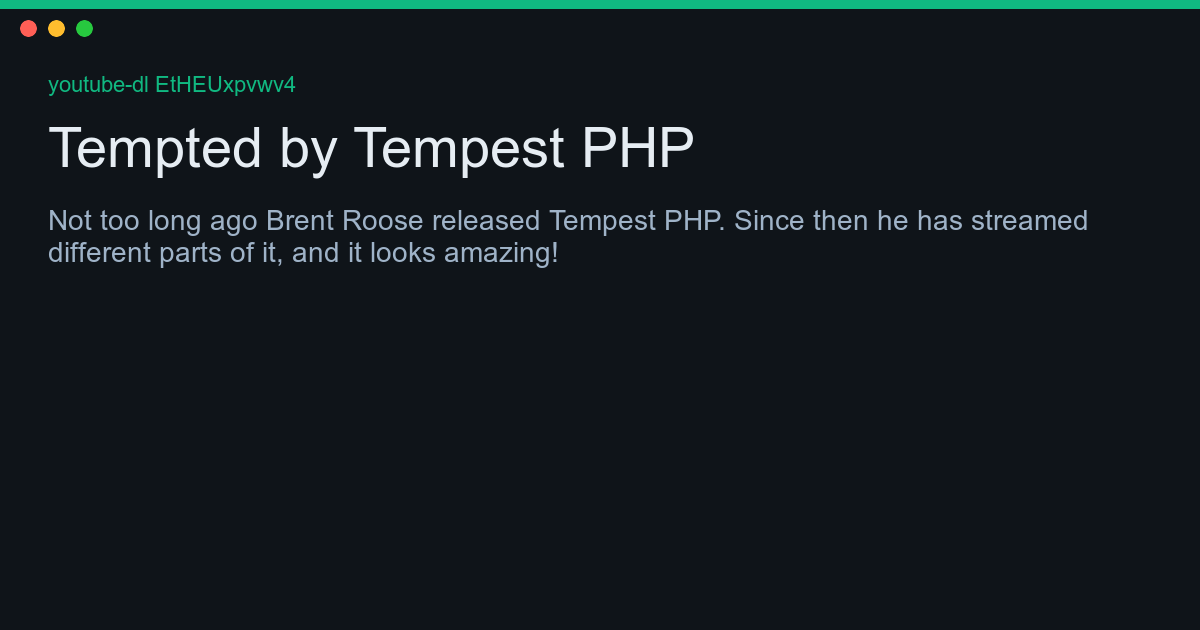 youtube-dl EtHEUxpvwv4
Tempted by Tempest PHP
Not too long ago Brent Roose released Tempest PHP. Since then he has streamed
different parts of it, and it looks amazing!